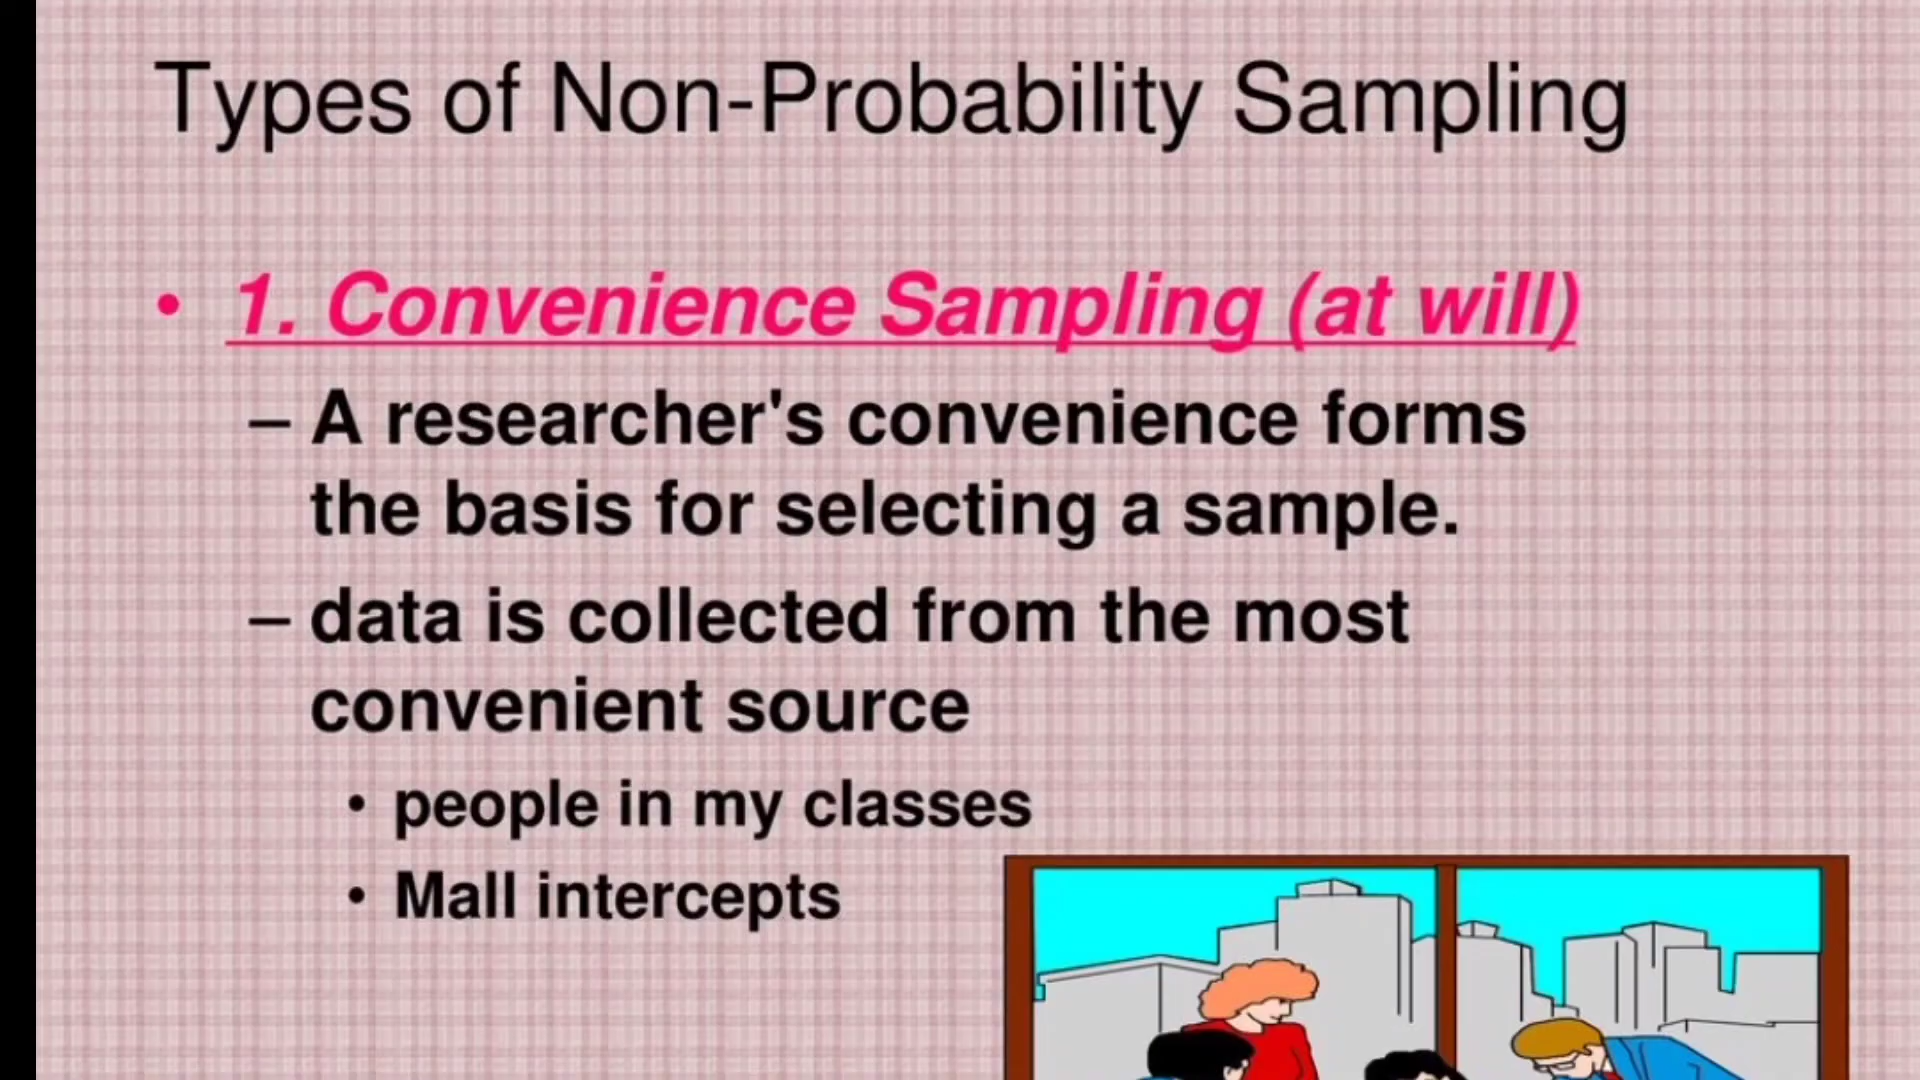 Types of Non-Probability Sampling
• 1. Convenience Sampling (at will)
– A researcher's convenience forms
the basis for selecting a sample.
– data is collected from the most
convenient source
• people in my classes
• Mall intercepts